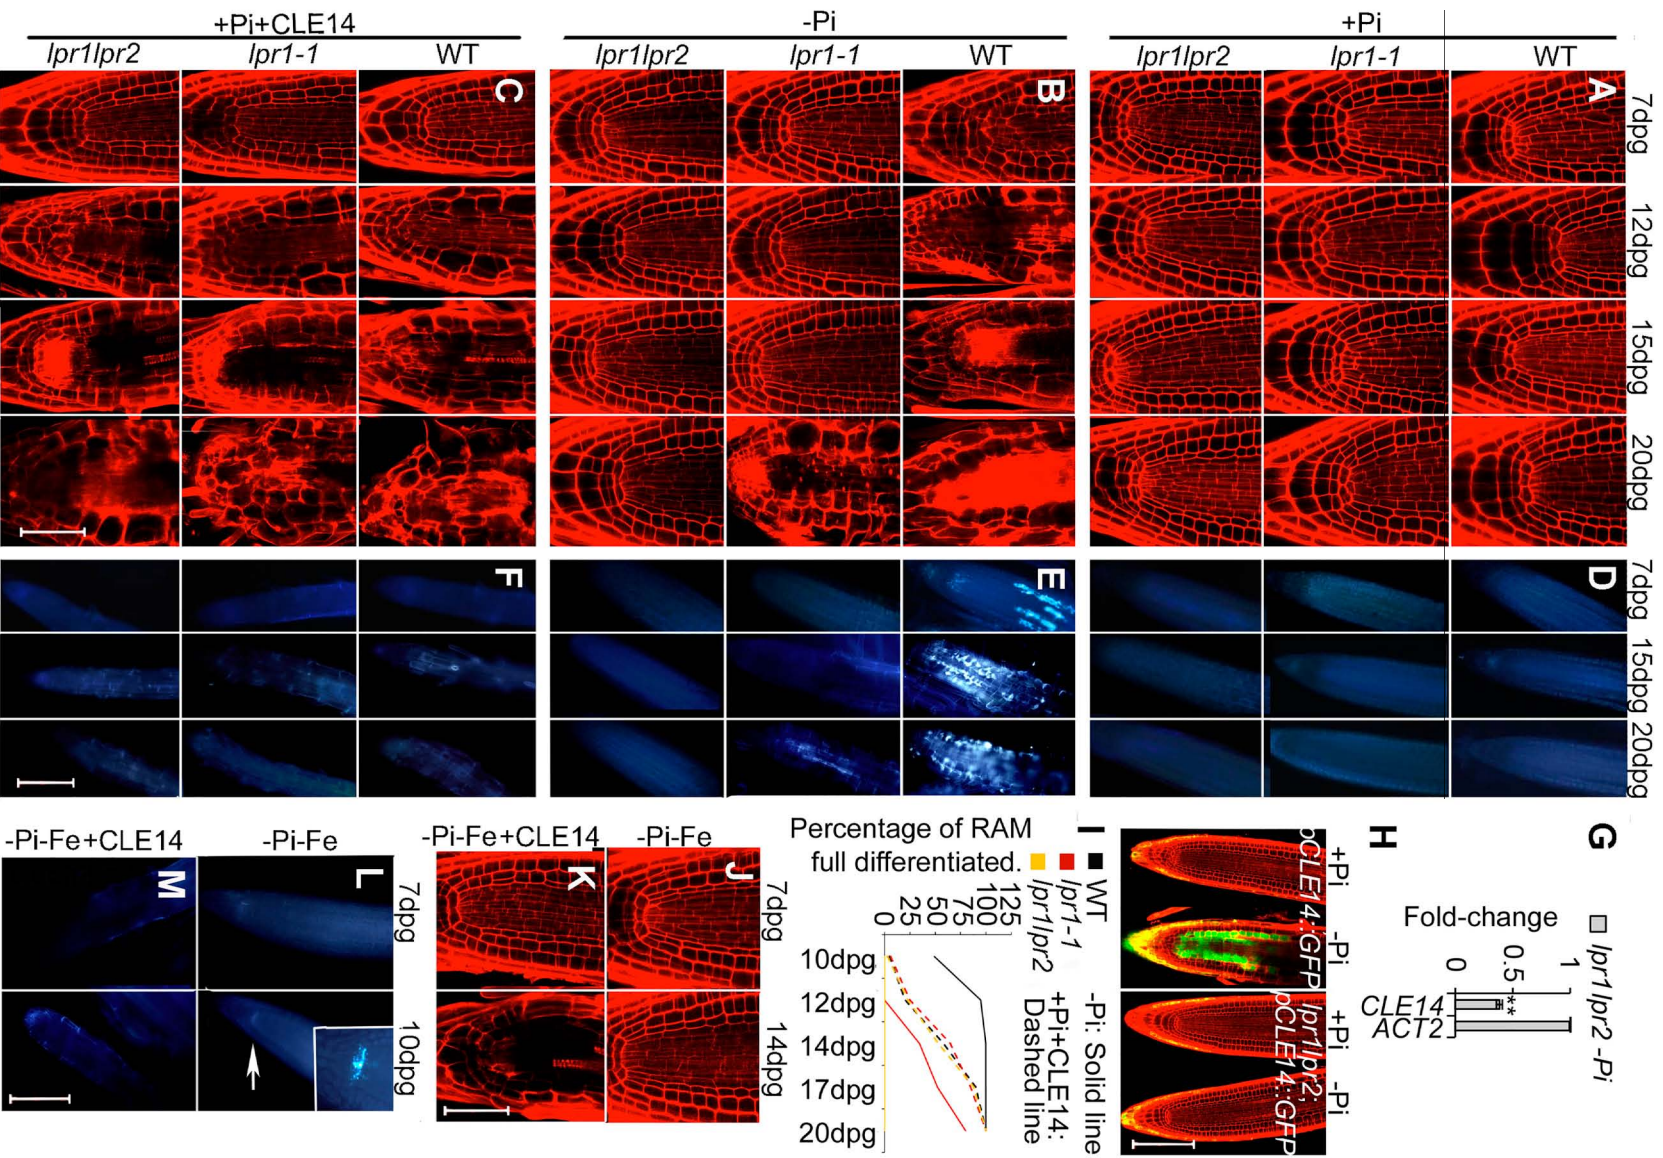 +Pi+CLE14
-Pi
+Pi
lpr1lpr2
lpr1-1
WT
lpr1lpr2
lpr1-1
WT
lpr1lpr2
lpr1-1
WT
C
B
A
7dpg
12dpg
15dpg
20dpg
F
E
D
7dpg
15dpg
20dpg
G
lpr1lpr2 -Pi
Fold-change
0
0.5
1
**
CLE14
ACT2
H
+Pi
-Pi
+Pi
-Pi
pCLE14::GFP
lpr1lpr2;
pCLE14::GFP
I
Percentage of RAM
full differentiated.
WT
lpr1-1
lpr1lpr2
-Pi: Solid line
+Pi+CLE14:
Dashed line
0
25
50
75
100
125
10dpg
12dpg
14dpg
17dpg
20dpg
-Pi-Fe+CLE14
-Pi-Fe
K
J
7dpg
14dpg
-Pi-Fe+CLE14
-Pi-Fe
M
L
7dpg
10dpg